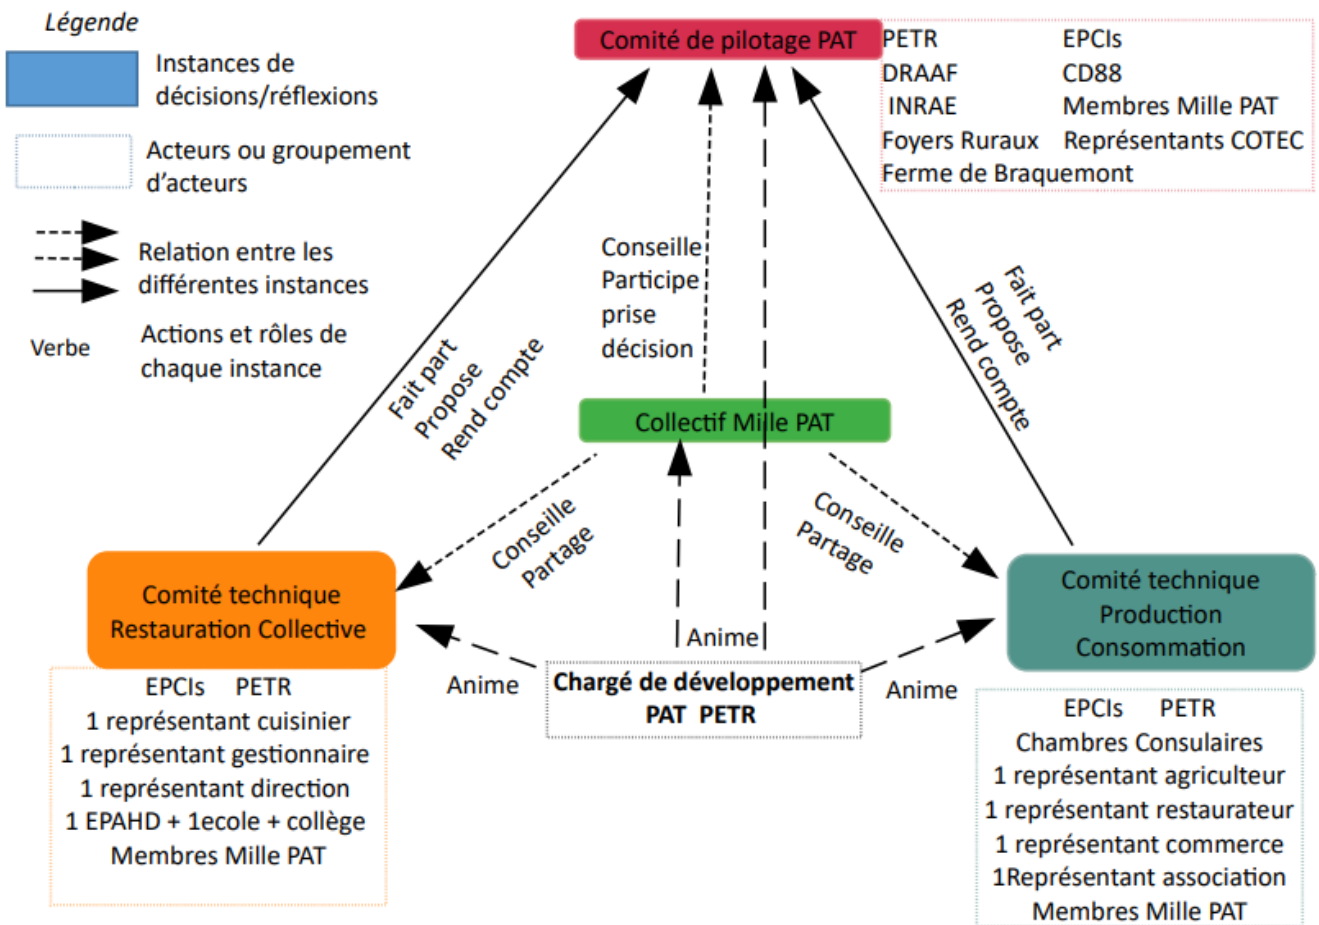 Légende
Instances de
décisions/réflexions
Acteurs ou groupement
d'acteurs
Relation entre les
différentes instances
Verbe
Actions et rôles de
chaque instance
Comité de pilotage PAT
PETR EPCIs
DRAAF CD88
INRAE Membres Mille PAT
Foyers Ruraux Représentants COTEC
Ferme de Braquemont
Fait part
Propose
Rend compte
Conseille
Participe
prise
décision
Fait part
Propose
Rend compte
Collectif Mille PAT
Conseille
Partage
Conseille
Partage
Comité technique
Restauration Collective
EPCIs PETR
1 représentant cuisinier
1 représentant gestionnaire
1 représentant direction
1 EPAHD + 1ecole + collège
Membres Mille PAT
Anime
Anime
Anime
Chargé de développement
PAT PETR
Comité technique
Production
Consommation
EPCIs PETR
Chambres Consulaires
1 représentant agriculteur
1 représentant restaurateur
1 représentant commerce
1Représentant association
Membres Mille PAT